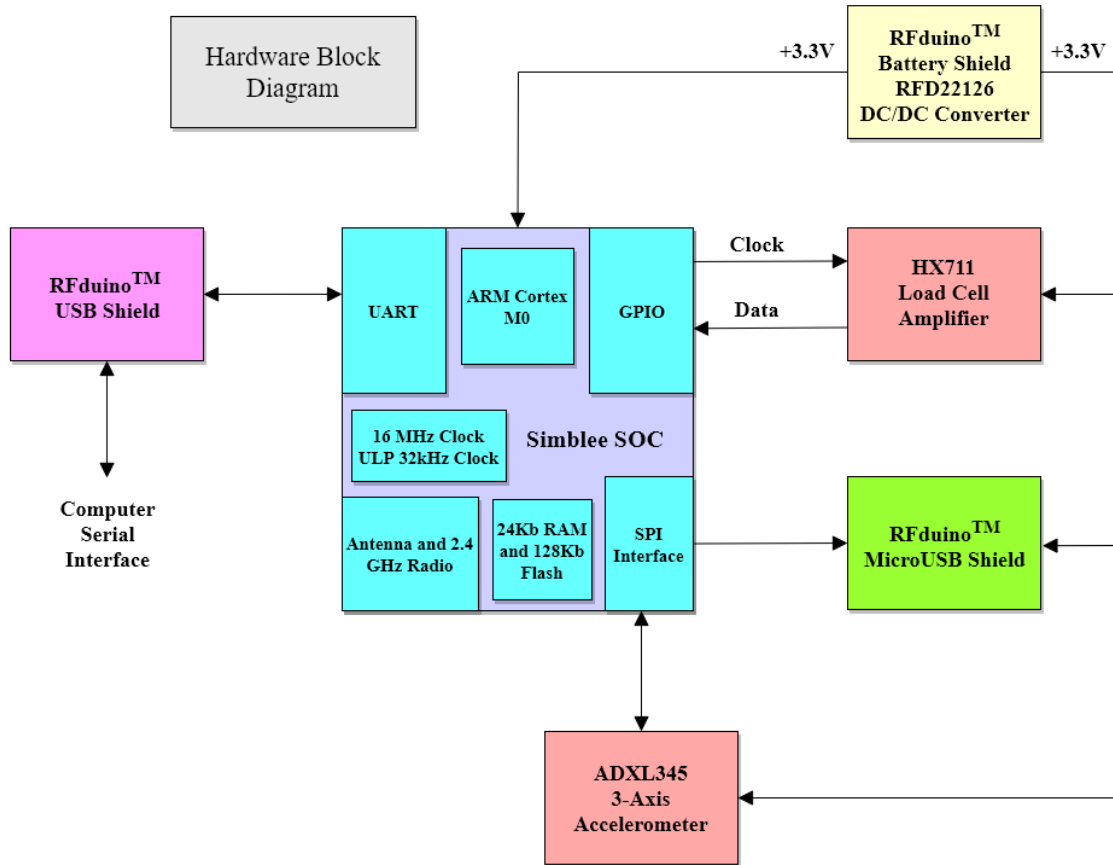 Hardware Block
Diagram
+3.3V
RFduino™
Battery Shield
RFD22126
DC/DC Converter
+3.3V
RFduino™
USB Shield
UART
ARM Cortex
M0
GPIO
Clock
Data
HX711
Load Cell
Amplifier
16 MHz Clock
ULP 32kHz Clock
Simblee SOC
Computer
Serial
Interface
Antenna and 2.4
GHz Radio
24Kb RAM
and 128Kb
Flash
SPI
Interface
RFduino™
MicroUSB Shield
ADXL345
3-Axis
Accelerometer